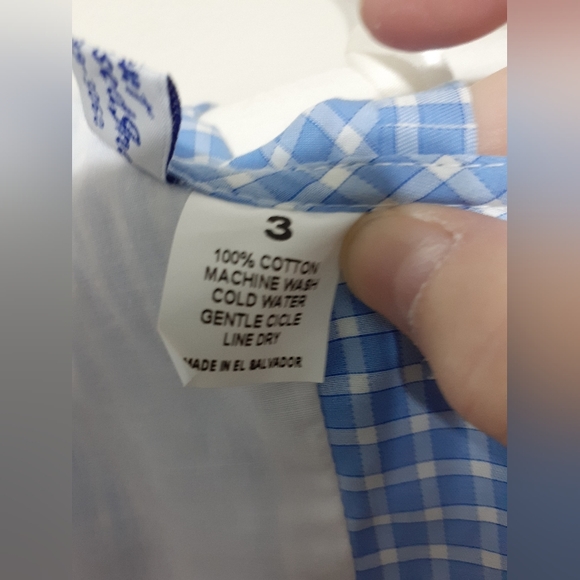 3
100% COTTON
MACHINE WASH
COLD WATER
GENTLE CICLE
LINE DRY
MADE IN EL SALVADOR